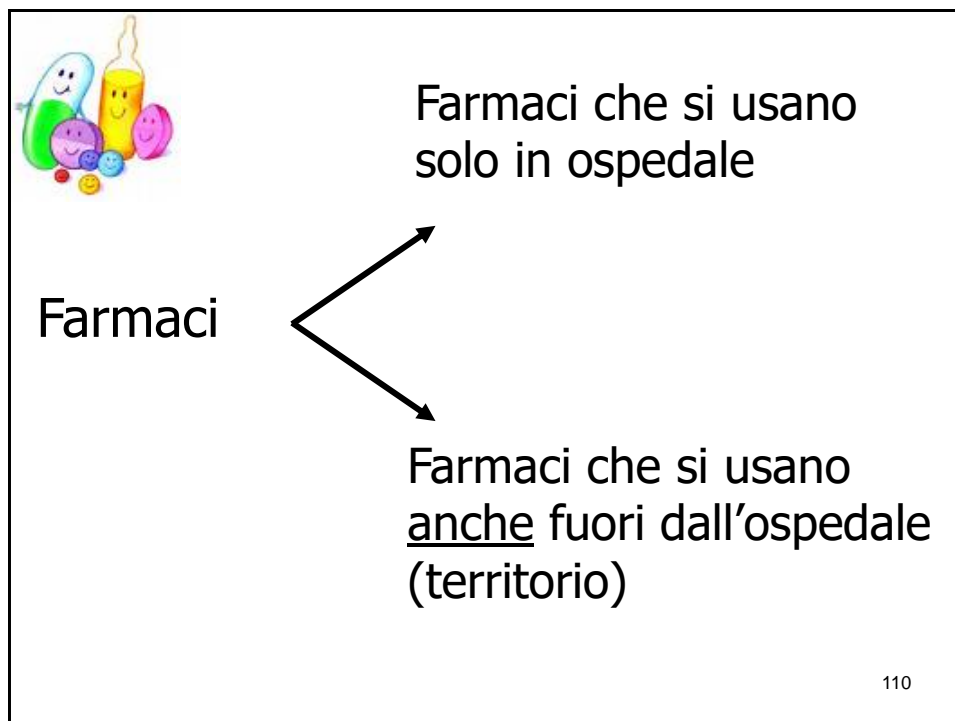 Farmaci che si usano
solo in ospedale
Farmaci
Farmaci che si usano
anche fuori dall’ospedale
(territorio)
110